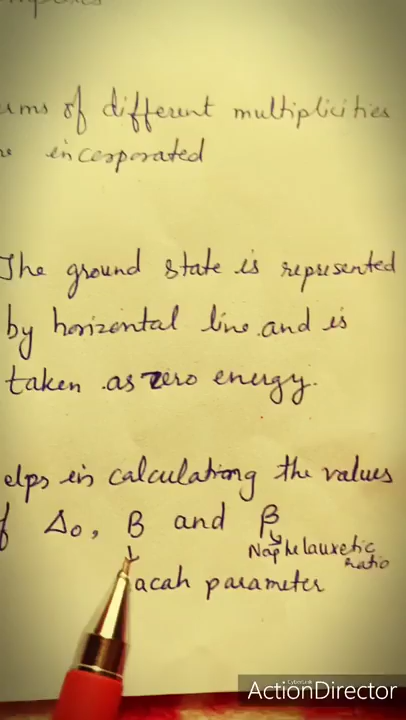 of different multiplicities
incorporated
The ground state is represented
by horizontal line and is
taken as zero energy.
elps in calculating the values
Δo, B and β
Nephelauxetic
ratio
acah parameter
CyberLink
ActionDirector